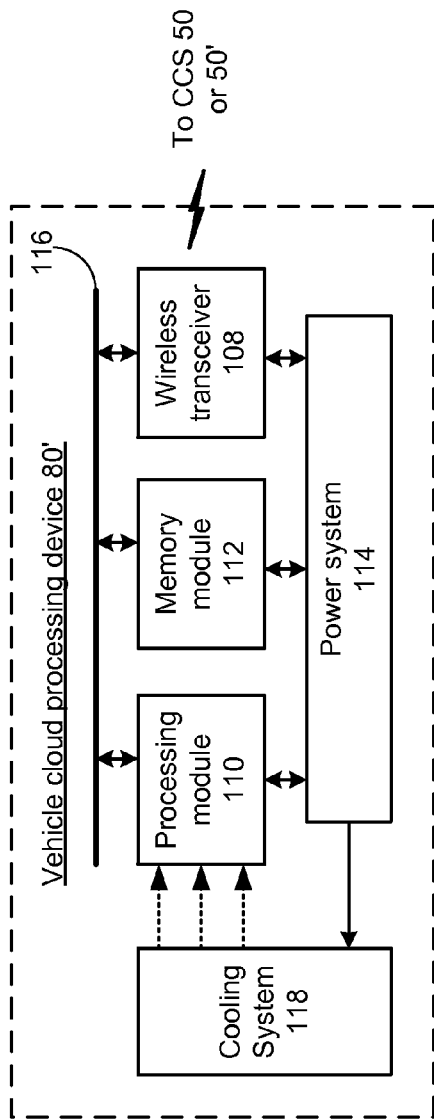 Vehicle cloud processing device 80'
116
To CCS 50
or 50'
Processing
module
110
Memory
module
112
Wireless
transceiver
108
Cooling
System
118
Power system
114